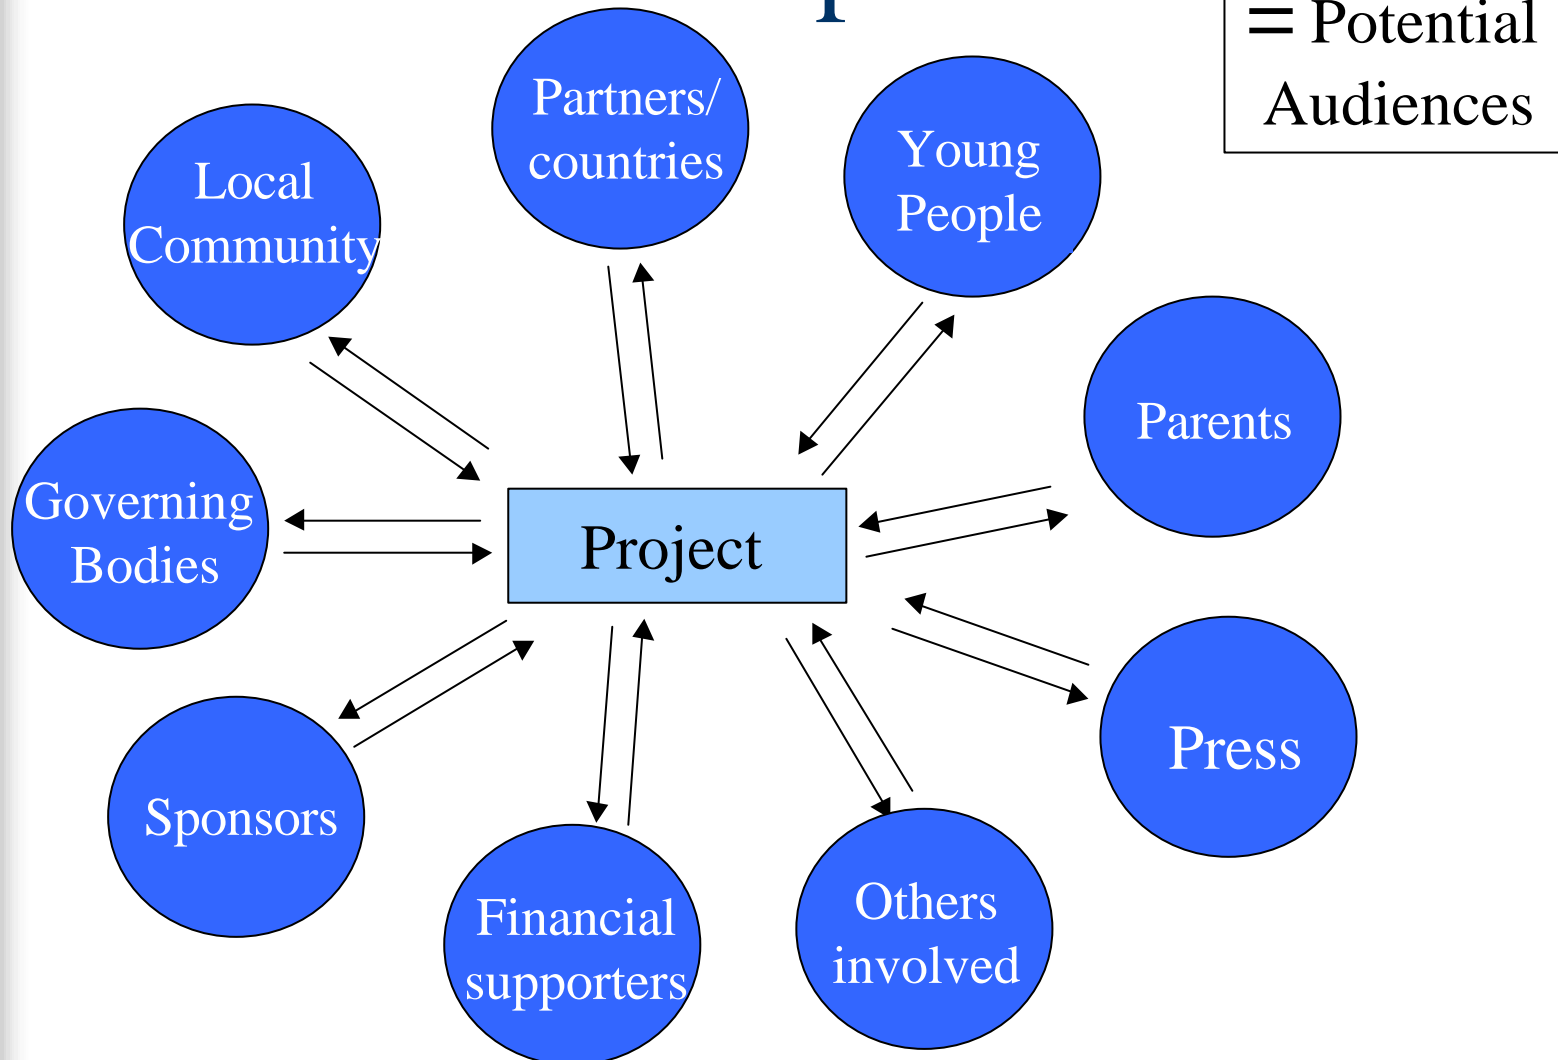 = Potential
Audiences
Partners/
countries
Young
People
Local
Community
Parents
Governing
Bodies
Project
Press
Sponsors
Financial
supporters
Others
involved